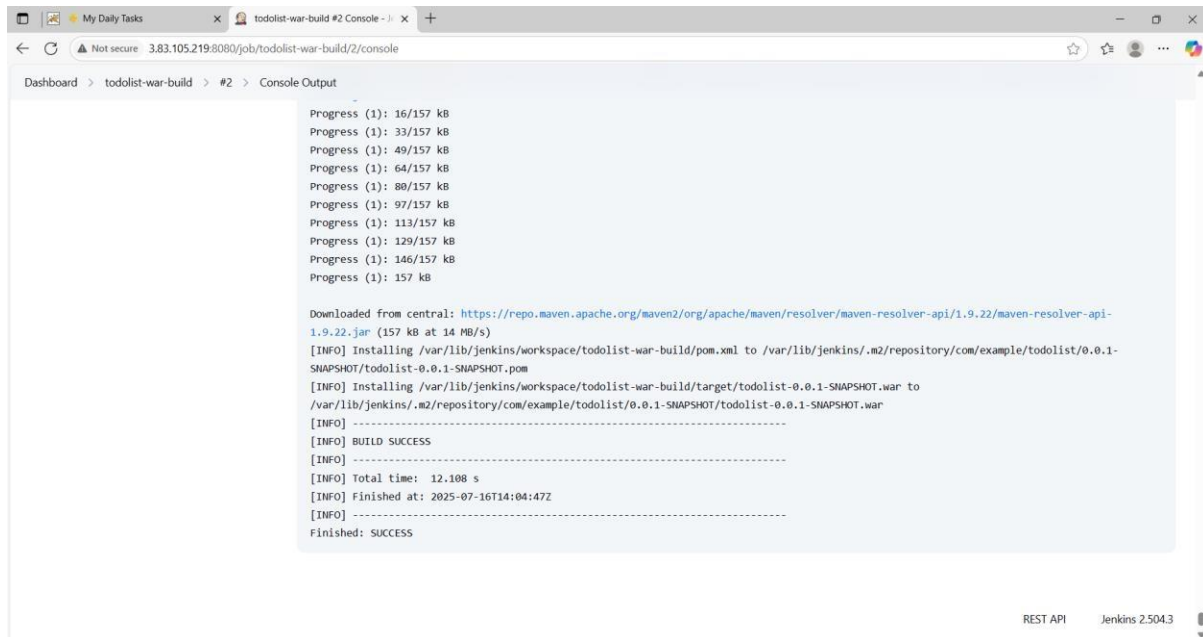 My Daily Tasks
todolist-war-build #2 Console - J
Not secure 3.83.105.219:8080/job/todolist-war-build/2/console
Dashboard > todolist-war-build > #2 > Console Output
Progress (1): 16/157 kB
Progress (1): 33/157 kB
Progress (1): 49/157 kB
Progress (1): 64/157 kB
Progress (1): 80/157 kB
Progress (1): 97/157 kB
Progress (1): 113/157 kB
Progress (1): 129/157 kB
Progress (1): 146/157 kB
Progress (1): 157 kB
Downloaded from central: https://repo.maven.apache.org/maven2/org/apache/maven/resolver/maven-resolver-api/1.9.22/maven-resolver-api-
1.9.22.jar (157 kB at 14 MB/s)
[INFO] Installing /var/lib/jenkins/workspace/todolist-war-build/pom.xml to /var/lib/jenkins/.m2/repository/com/example/todolist/0.0.1-
SNAPSHOT/todolist-0.0.1-SNAPSHOT.pom
[INFO] Installing /var/lib/jenkins/workspace/todolist-war-build/target/todolist-0.0.1-SNAPSHOT.war to
/var/lib/jenkins/.m2/repository/com/example/todolist/0.0.1-SNAPSHOT/todolist-0.0.1-SNAPSHOT.war
[INFO] ------------------------------------------------------------------------
[INFO] BUILD SUCCESS
[INFO] ------------------------------------------------------------------------
[INFO] Total time:  12.108 s
[INFO] Finished at: 2025-07-16T14:04:47Z
[INFO] ------------------------------------------------------------------------
Finished: SUCCESS
REST API Jenkins 2.504.3